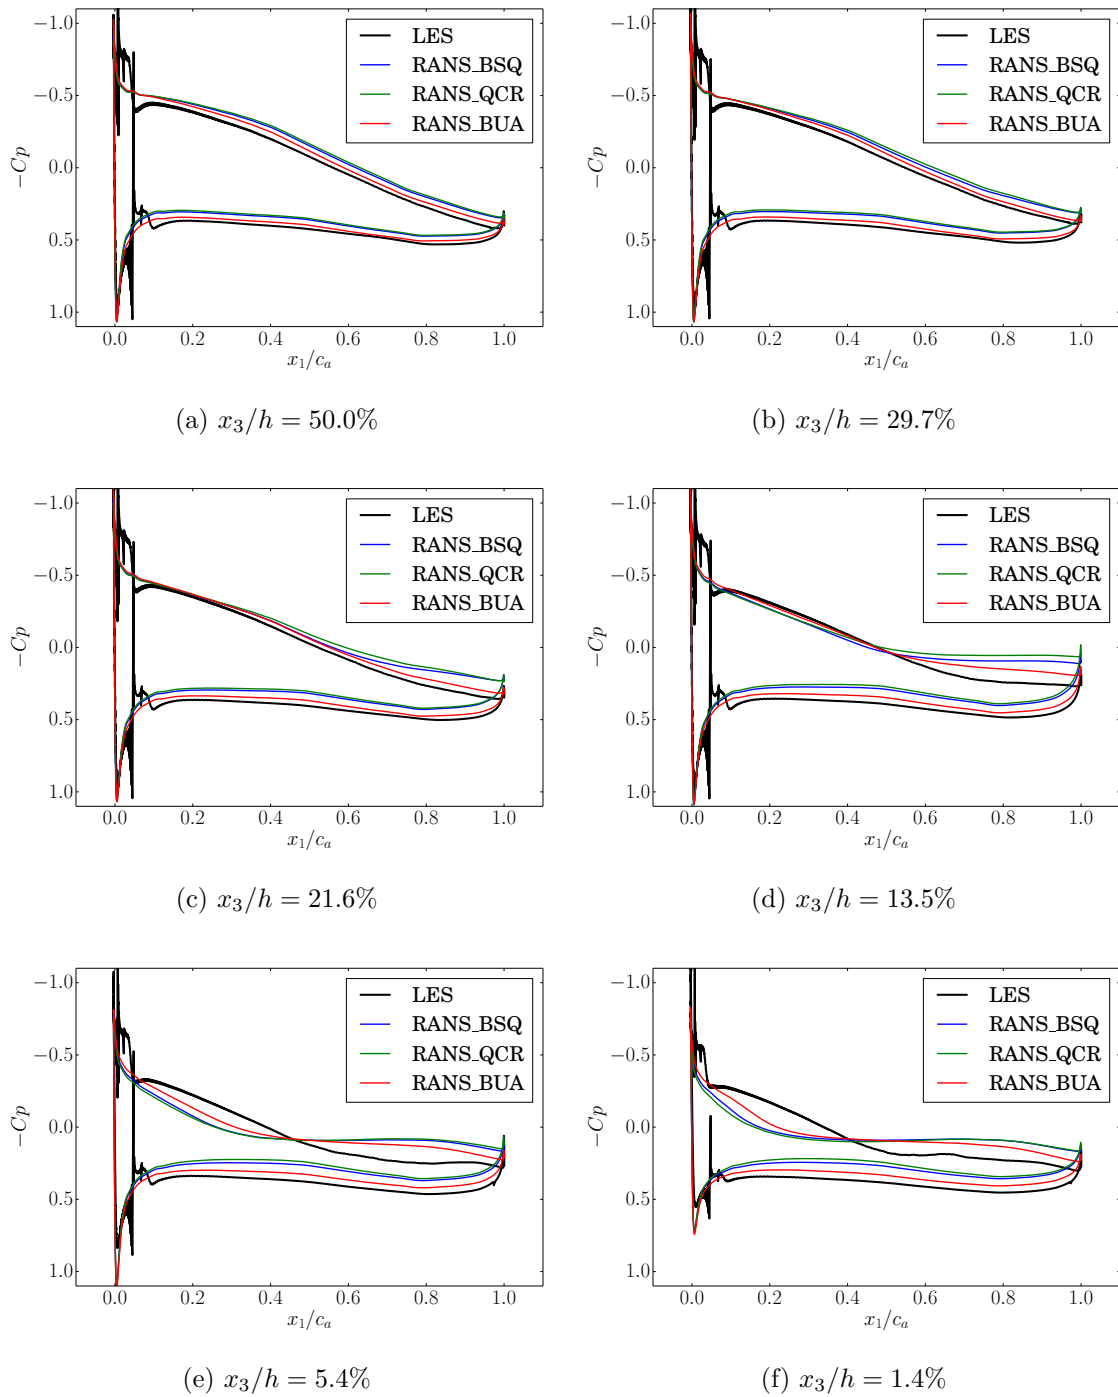 −1.0
−0.5
0.0
0.5
1.0
−Cp
0.0 0.2 0.4 0.6 0.8 1.0
x₁/cₐ
LES
RANS_BSQ
RANS_QCR
RANS_BUA
(a) x₃/h = 50.0%
−1.0
−0.5
0.0
0.5
1.0
−Cp
0.0 0.2 0.4 0.6 0.8 1.0
x₁/cₐ
LES
RANS_BSQ
RANS_QCR
RANS_BUA
(b) x₃/h = 29.7%
−1.0
−0.5
0.0
0.5
1.0
−Cp
0.0 0.2 0.4 0.6 0.8 1.0
x₁/cₐ
LES
RANS_BSQ
RANS_QCR
RANS_BUA
(c) x₃/h = 21.6%
−1.0
−0.5
0.0
0.5
1.0
−Cp
0.0 0.2 0.4 0.6 0.8 1.0
x₁/cₐ
LES
RANS_BSQ
RANS_QCR
RANS_BUA
(d) x₃/h = 13.5%
−1.0
−0.5
0.0
0.5
1.0
−Cp
0.0 0.2 0.4 0.6 0.8 1.0
x₁/cₐ
LES
RANS_BSQ
RANS_QCR
RANS_BUA
(e) x₃/h = 5.4%
−1.0
−0.5
0.0
0.5
1.0
−Cp
0.0 0.2 0.4 0.6 0.8 1.0
x₁/cₐ
LES
RANS_BSQ
RANS_QCR
RANS_BUA
(f) x₃/h = 1.4%